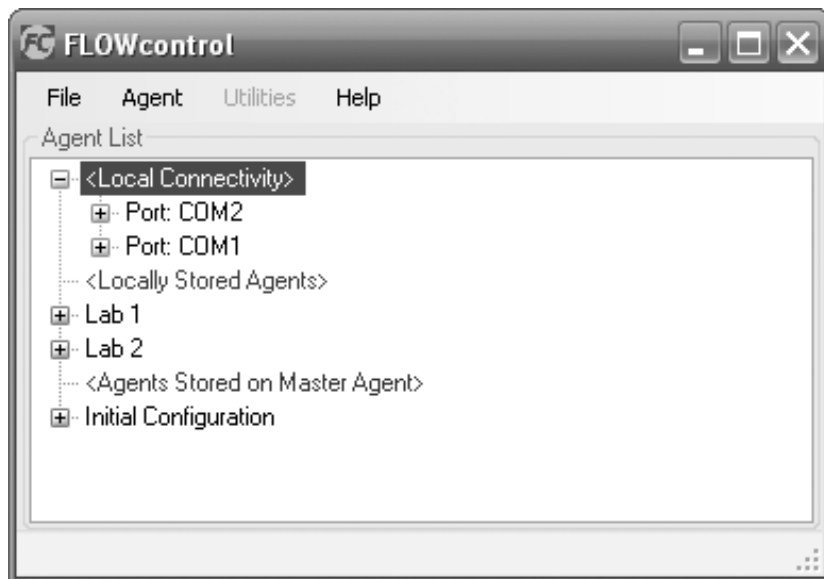 FC FLOWcontrol
File Agent Utilities Help
Agent List
<Local Connectivity>
Port: COM2
Port: COM1
<Locally Stored Agents>
Lab 1
Lab 2
<Agents Stored on Master Agent>
Initial Configuration